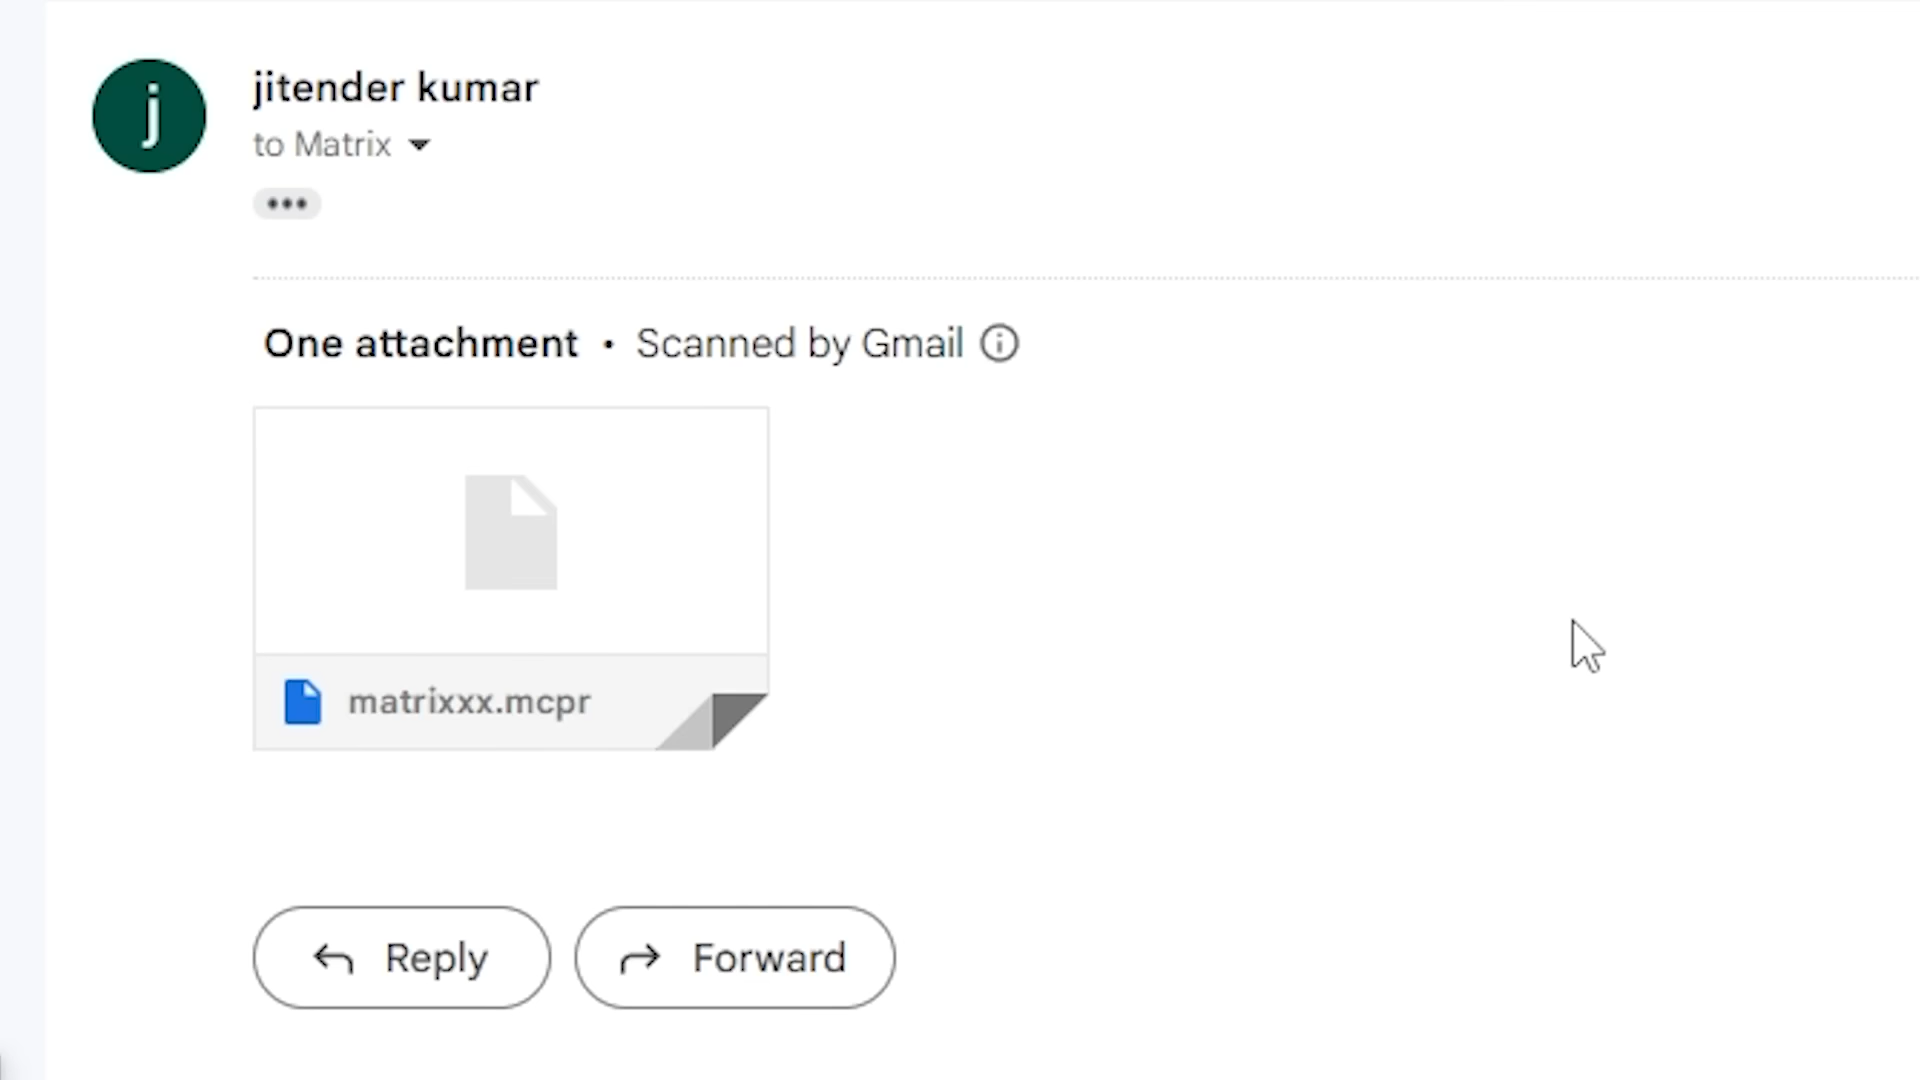 j
jitender kumar
to Matrix
One attachment • Scanned by Gmail
matrixxx.mcpr
Reply
Forward